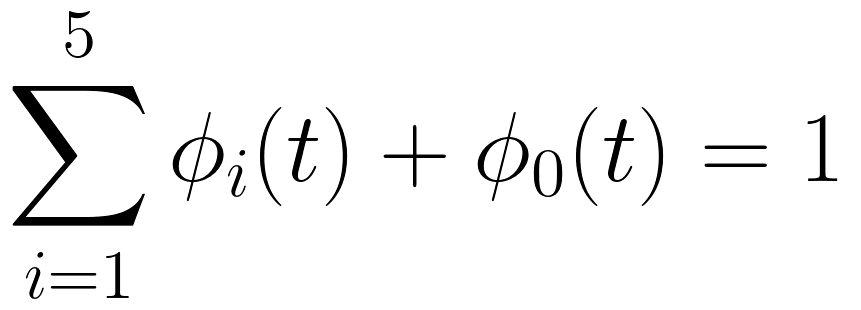 \sum_{i=1}^{5} \phi_i(t) + \phi_0(t) = 1